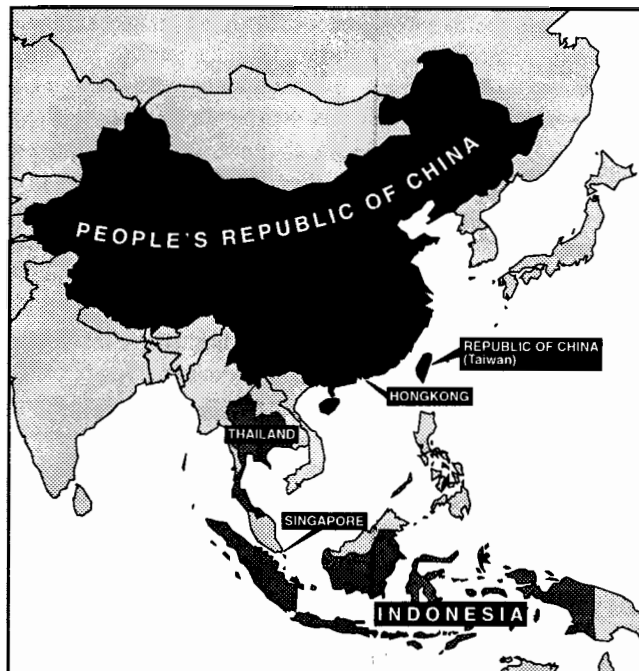 PEOPLE'S REPUBLIC OF CHINA
REPUBLIC OF CHINA
(Taiwan)
HONGKONG
THAILAND
SINGAPORE
INDONESIA